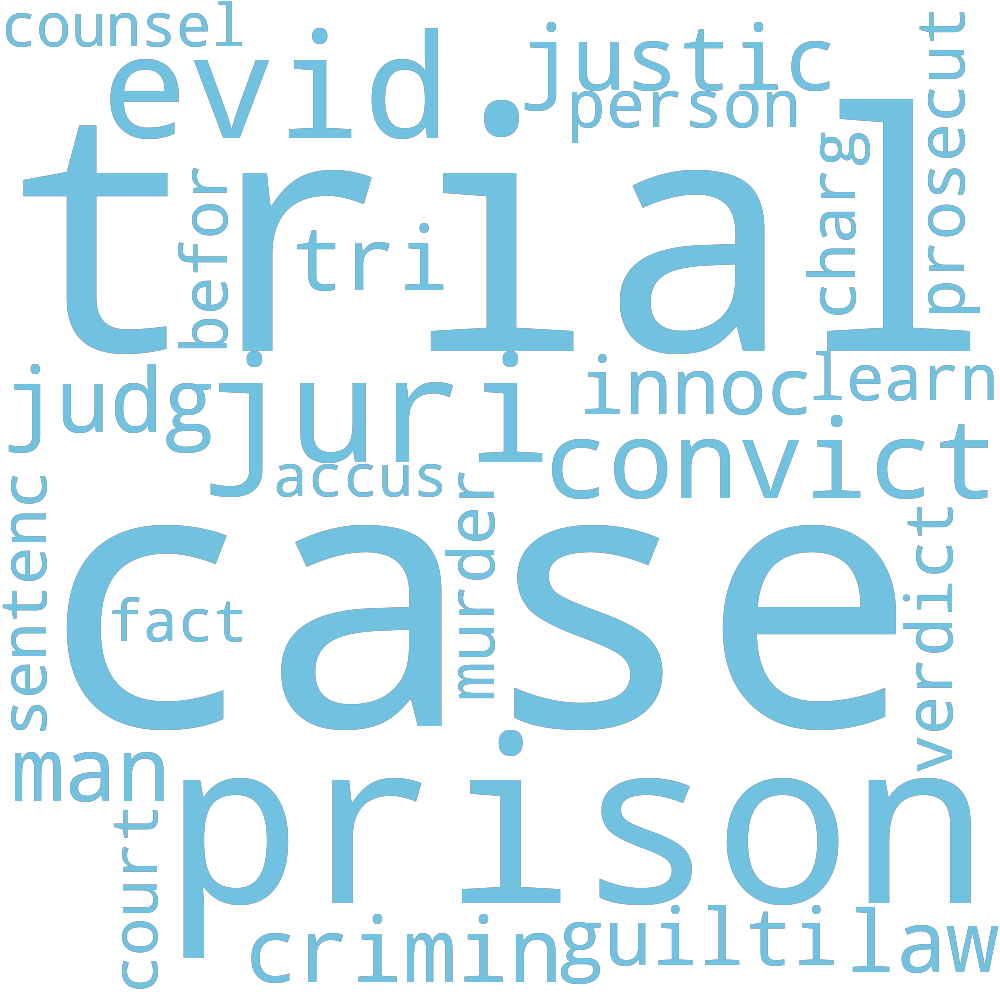 counsel
evid
justic
person
prosecut
trial
befor
tri
charg
judg
juri
innoc
learn
convict
accus
sentenc
murder
case
fact
verdict
man
prison
court
crimin
guilti
law